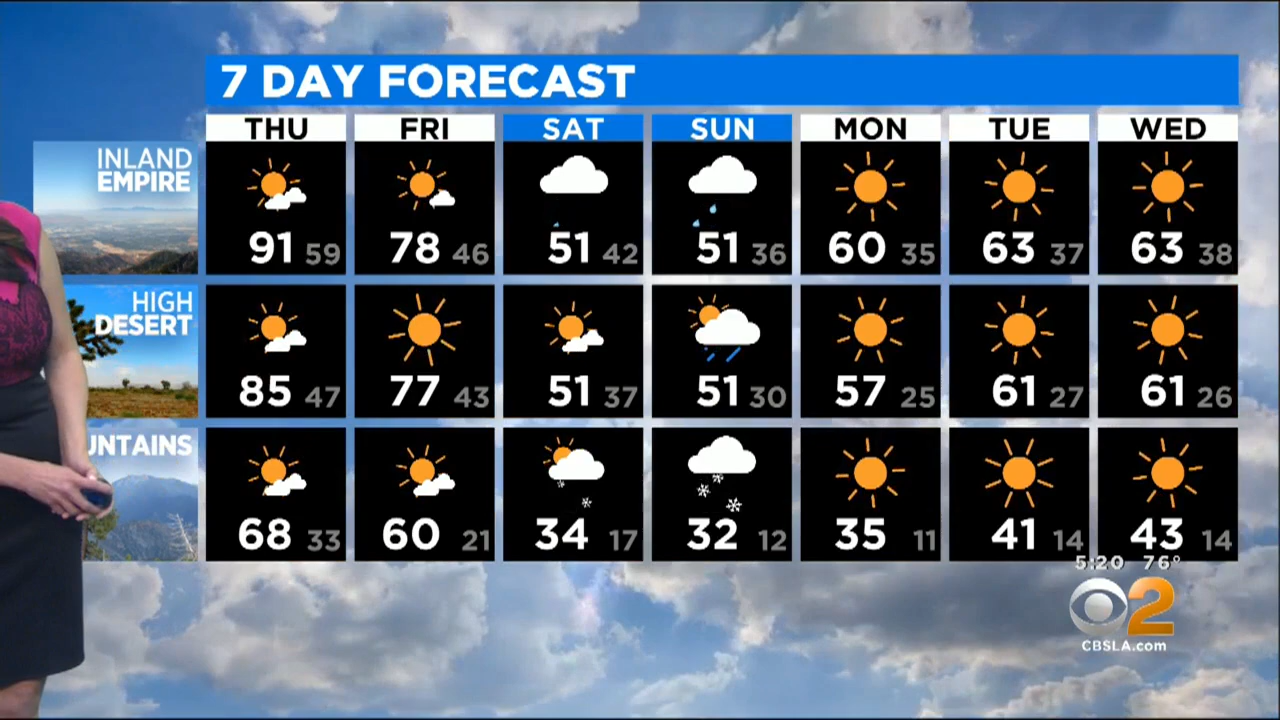 7 DAY FORECAST
THU FRI SAT SUN MON TUE WED
INLAND
EMPIRE
91 59 78 46 51 42 51 36 60 35 63 37 63 38
HIGH
DESERT
85 47 77 43 51 37 51 30 57 25 61 27 61 26
UNTAINS
68 33 60 21 34 17 32 12 35 11 41 14 43 14
5:20 76°
2
CBSLA.com